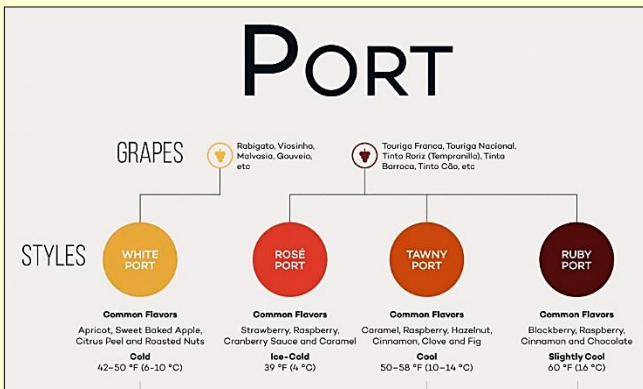 PORT
GRAPES
Rabigato, Viosinho,
Malvasia, Gouveio,
etc
Touriga Franca, Touriga Nacional,
Tinto Roriz (Tempranillo), Tinta
Barroca, Tinto Cão, etc
STYLES
WHITE
PORT
ROSÉ
PORT
TAWNY
PORT
RUBY
PORT
Common Flavors
Apricot, Sweet Baked Apple,
Citrus Peel and Roasted Nuts
Cold
42–50 °F (6-10 °C)
Common Flavors
Strawberry, Raspberry,
Cranberry Sauce and Caramel
Ice-Cold
39 °F (4 °C)
Common Flavors
Caramel, Raspberry, Hazelnut,
Cinnamon, Clove and Fig
Cool
50–58 °F (10–14 °C)
Common Flavors
Blackberry, Raspberry,
Cinnamon and Chocolate
Slightly Cool
60 °F (16 °C)